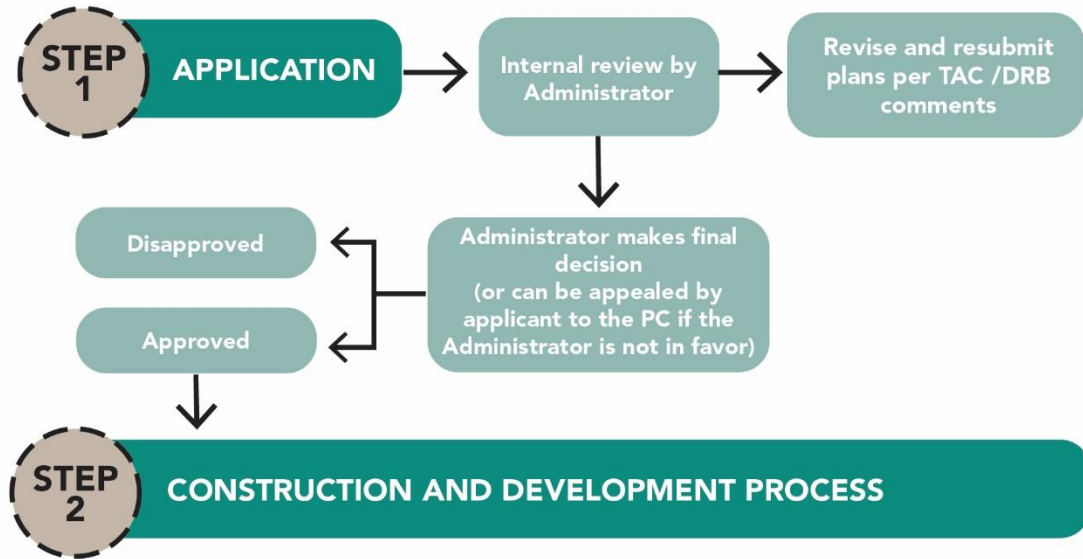 STEP
1
APPLICATION
Internal review by
Administrator
Revise and resubmit
plans per TAC /DRB
comments
Disapproved
Approved
Administrator makes final
decision
(or can be appealed by
applicant to the PC if the
Administrator is not in favor)
STEP
2
CONSTRUCTION AND DEVELOPMENT PROCESS